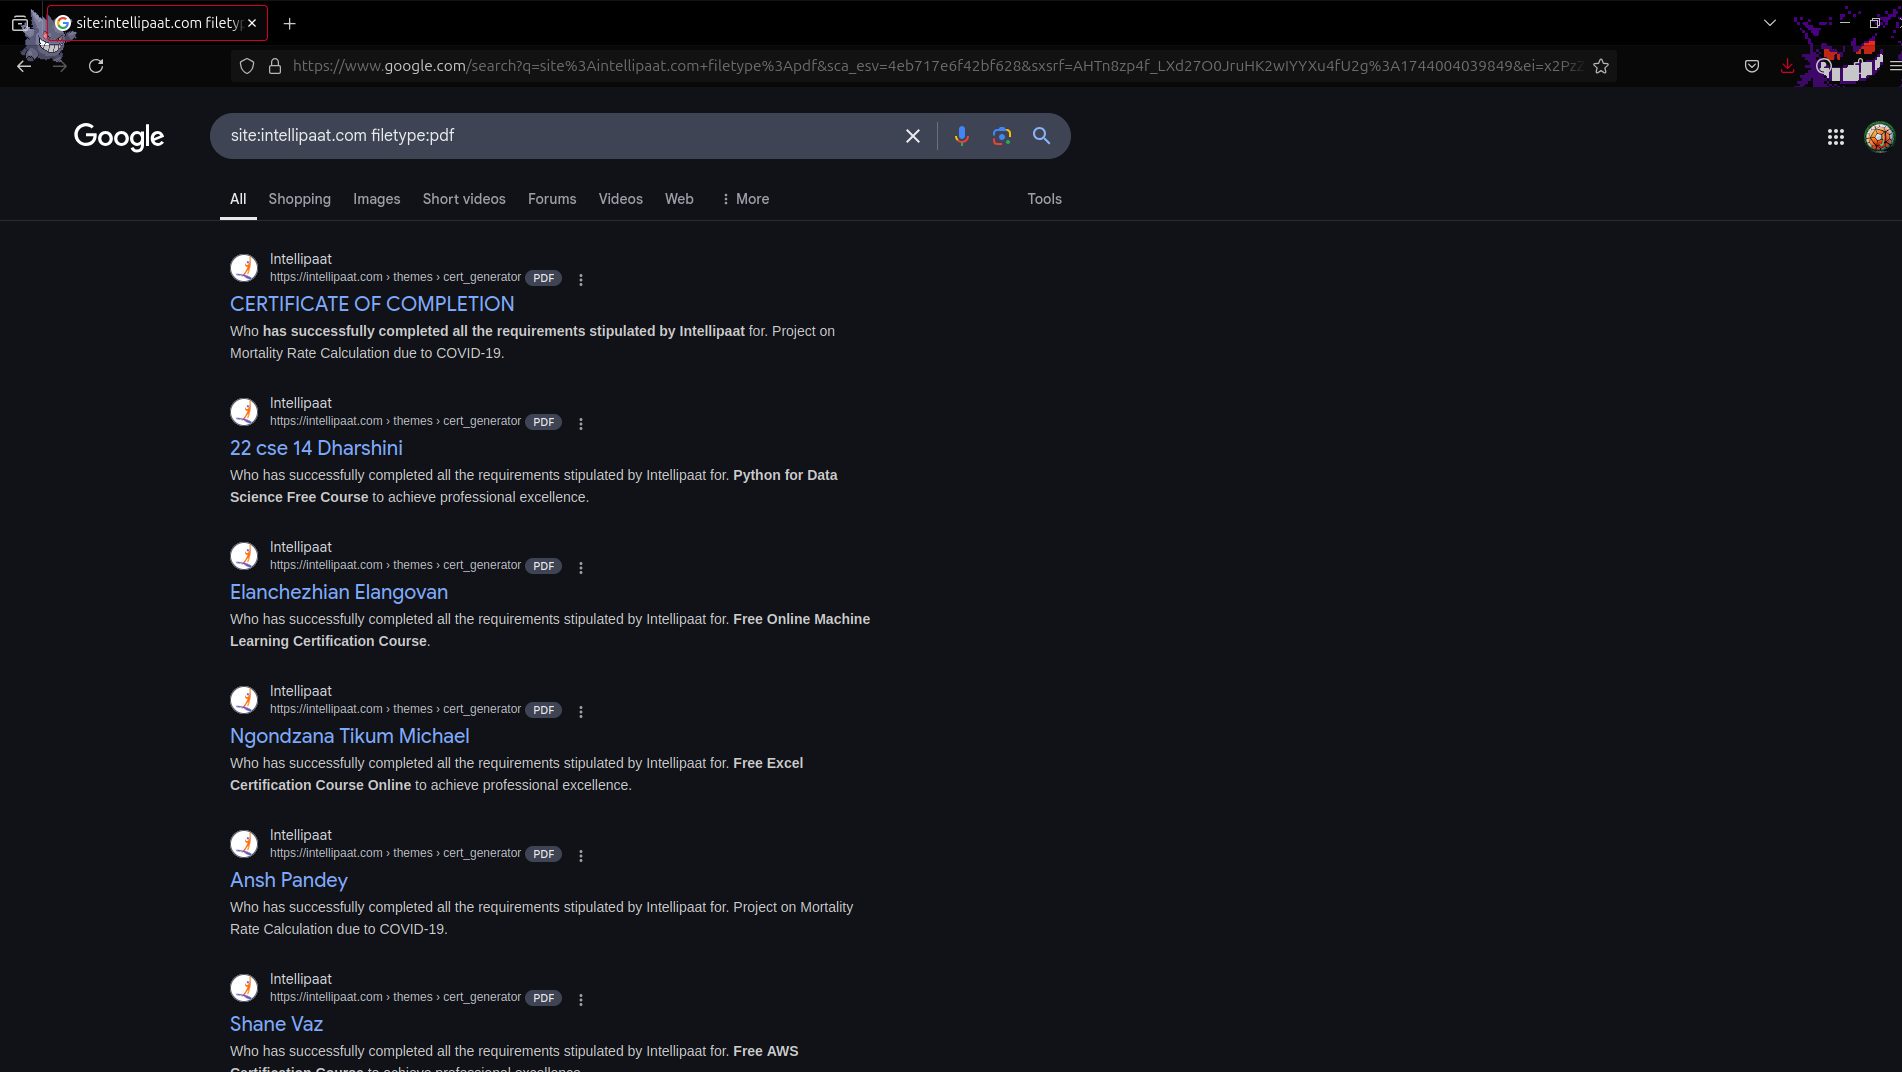 site:intellipaat.com filety
https://www.google.com/search?q=site%3Aintellipaat.com+filetype%3Apdf&sca_esv=4eb717e6f42bf628&sxsrf=AHTn8zp4f_LXd27O0JruHK2wIYYXu4fU2g%3A1744004039849&ei=x2PzZ
Google
site:intellipaat.com filetype:pdf
All Shopping Images Short videos Forums Videos Web More Tools
Intellipaat
https://intellipaat.com › themes › cert_generator PDF
CERTIFICATE OF COMPLETION
Who has successfully completed all the requirements stipulated by Intellipaat for. Project on
Mortality Rate Calculation due to COVID-19.
Intellipaat
https://intellipaat.com › themes › cert_generator PDF
22 cse 14 Dharshini
Who has successfully completed all the requirements stipulated by Intellipaat for. Python for Data
Science Free Course to achieve professional excellence.
Intellipaat
https://intellipaat.com › themes › cert_generator PDF
Elanchezhian Elangovan
Who has successfully completed all the requirements stipulated by Intellipaat for. Free Online Machine
Learning Certification Course.
Intellipaat
https://intellipaat.com › themes › cert_generator PDF
Ngondzana Tikum Michael
Who has successfully completed all the requirements stipulated by Intellipaat for. Free Excel
Certification Course Online to achieve professional excellence.
Intellipaat
https://intellipaat.com › themes › cert_generator PDF
Ansh Pandey
Who has successfully completed all the requirements stipulated by Intellipaat for. Project on Mortality
Rate Calculation due to COVID-19.
Intellipaat
https://intellipaat.com › themes › cert_generator PDF
Shane Vaz
Who has successfully completed all the requirements stipulated by Intellipaat for. Free AWS
Certification Course to achieve professional excellence.